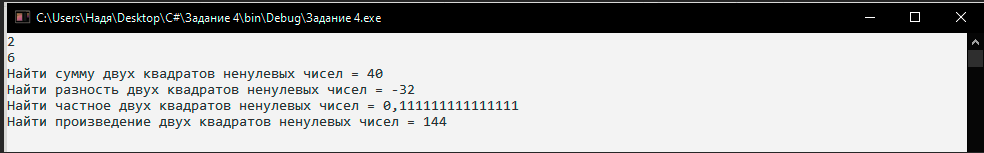 C:\Users\Надя\Desktop\C#\Задание 4\bin\Debug\Задание 4.exe
2
6
Найти сумму двух квадратов ненулевых чисел = 40
Найти разность двух квадратов ненулевых чисел = -32
Найти частное двух квадратов ненулевых чисел = 0,111111111111111
Найти произведение двух квадратов ненулевых чисел = 144